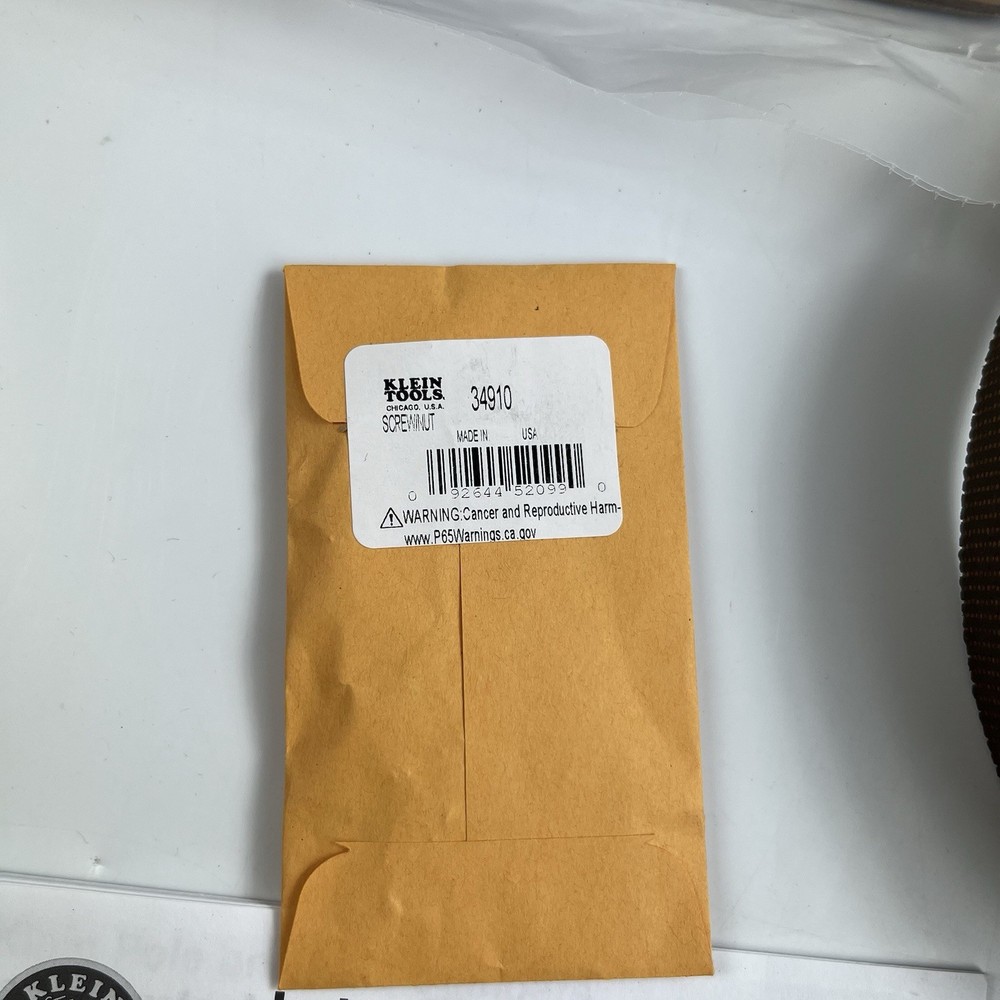 KLEIN
TOOLS.
CHICAGO, U.S.A.
34910
SCREW/NUT
MADE IN USA
0 92644 52099 0
WARNING:Cancer and Reproductive Harm-
www.P65Warnings.ca.gov
KLEIN